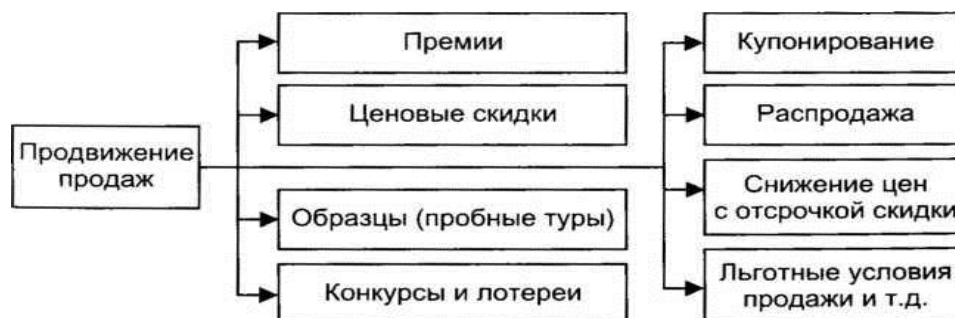 Продвижение
продаж
Премии
Ценовые скидки
Образцы (пробные туры)
Конкурсы и лотереи
Купонирование
Распродажа
Снижение цен
с отсрочкой скидки
Льготные условия
продажи и т.д.